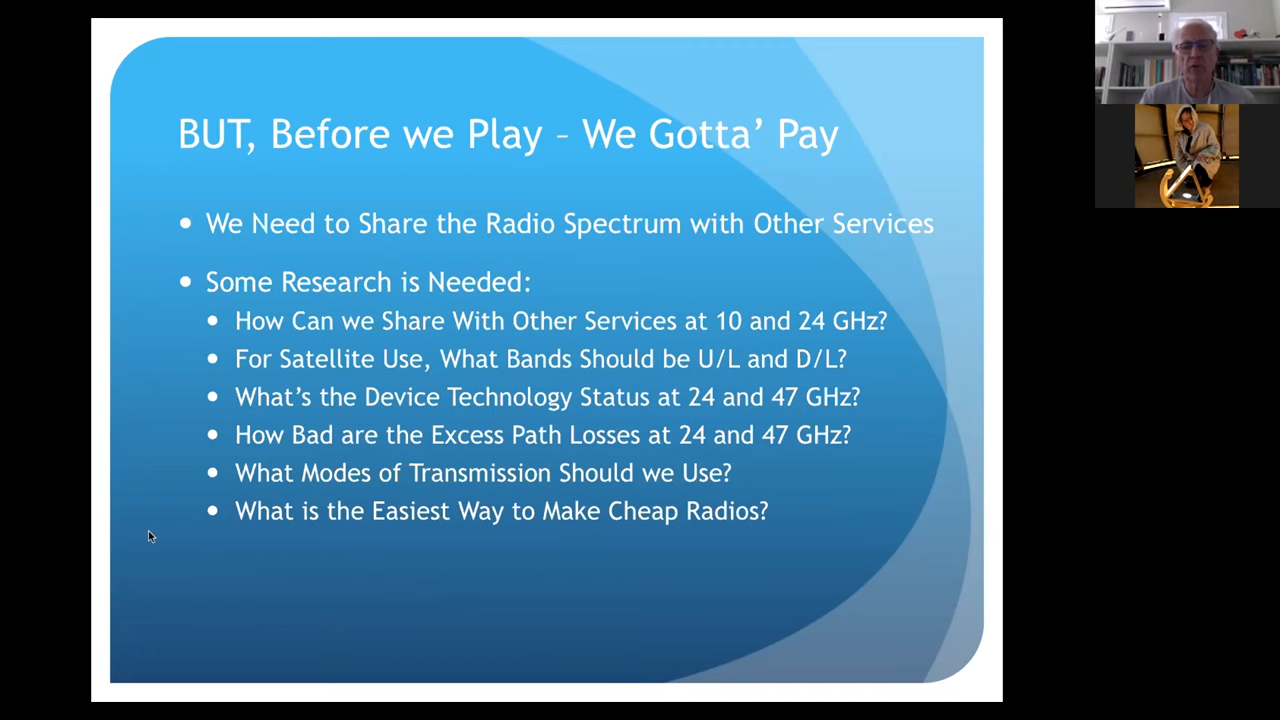 BUT, Before we Play – We Gotta’ Pay
• We Need to Share the Radio Spectrum with Other Services
• Some Research is Needed:
• How Can we Share With Other Services at 10 and 24 GHz?
• For Satellite Use, What Bands Should be U/L and D/L?
• What’s the Device Technology Status at 24 and 47 GHz?
• How Bad are the Excess Path Losses at 24 and 47 GHz?
• What Modes of Transmission Should we Use?
• What is the Easiest Way to Make Cheap Radios?